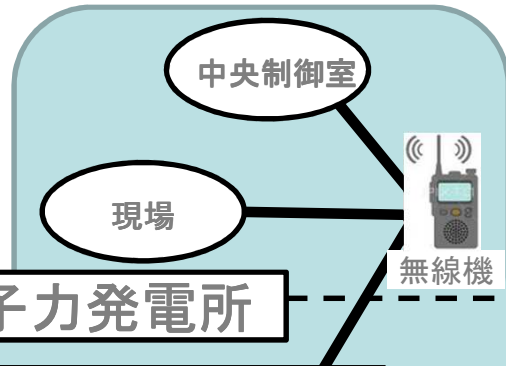 中央制御室
現場
無線機
子力発電所